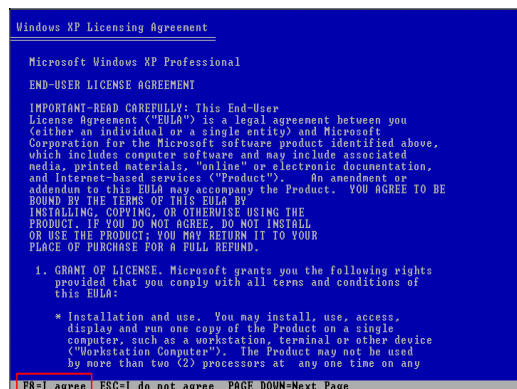 Windows XP Licensing Agreement
Microsoft Windows XP Professional
END-USER LICENSE AGREEMENT
IMPORTANT-READ CAREFULLY: This End-User
License Agreement ("EULA") is a legal agreement between you
(either an individual or a single entity) and Microsoft
Corporation for the Microsoft software product identified above,
which includes computer software and may include associated
media, printed materials, "online" or electronic documentation,
and Internet-based services ("Product"). An amendment or
addendum to this EULA may accompany the Product. YOU AGREE TO BE
BOUND BY THE TERMS OF THIS EULA BY
INSTALLING, COPYING, OR OTHERWISE USING THE
PRODUCT. IF YOU DO NOT AGREE, DO NOT INSTALL
OR USE THE PRODUCT; YOU MAY RETURN IT TO YOUR
PLACE OF PURCHASE FOR A FULL REFUND.
1. GRANT OF LICENSE. Microsoft grants you the following rights
provided that you comply with all terms and conditions of
this EULA:
* Installation and use. You may install, use, access,
display and run one copy of the Product on a single
computer, such as a workstation, terminal or other device
("Workstation Computer"). The Product may not be used
by more than two (2) processors at any one time on any
F8=I agree ESC=I do not agree PAGE DOWN=Next Page